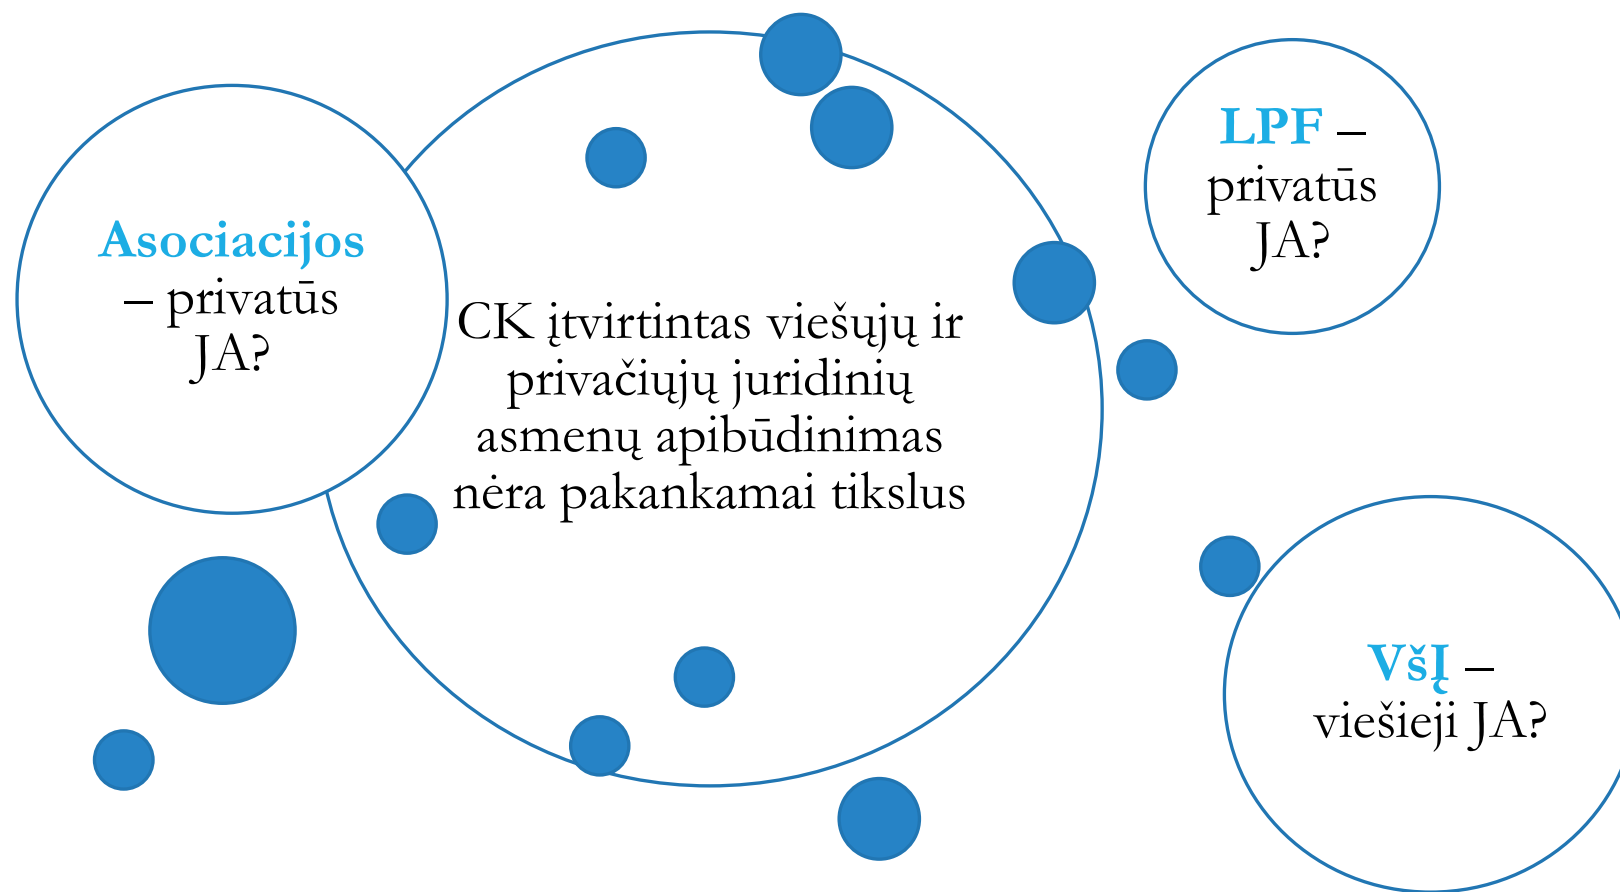 Asociacijos
– privatūs
JA?
CK įtvirtintas viešųjų ir
privačiųjų juridinių
asmenų apibūdinimas
nėra pakankamai tikslus
LPF –
privatūs
JA?
VšĮ –
viešieji JA?